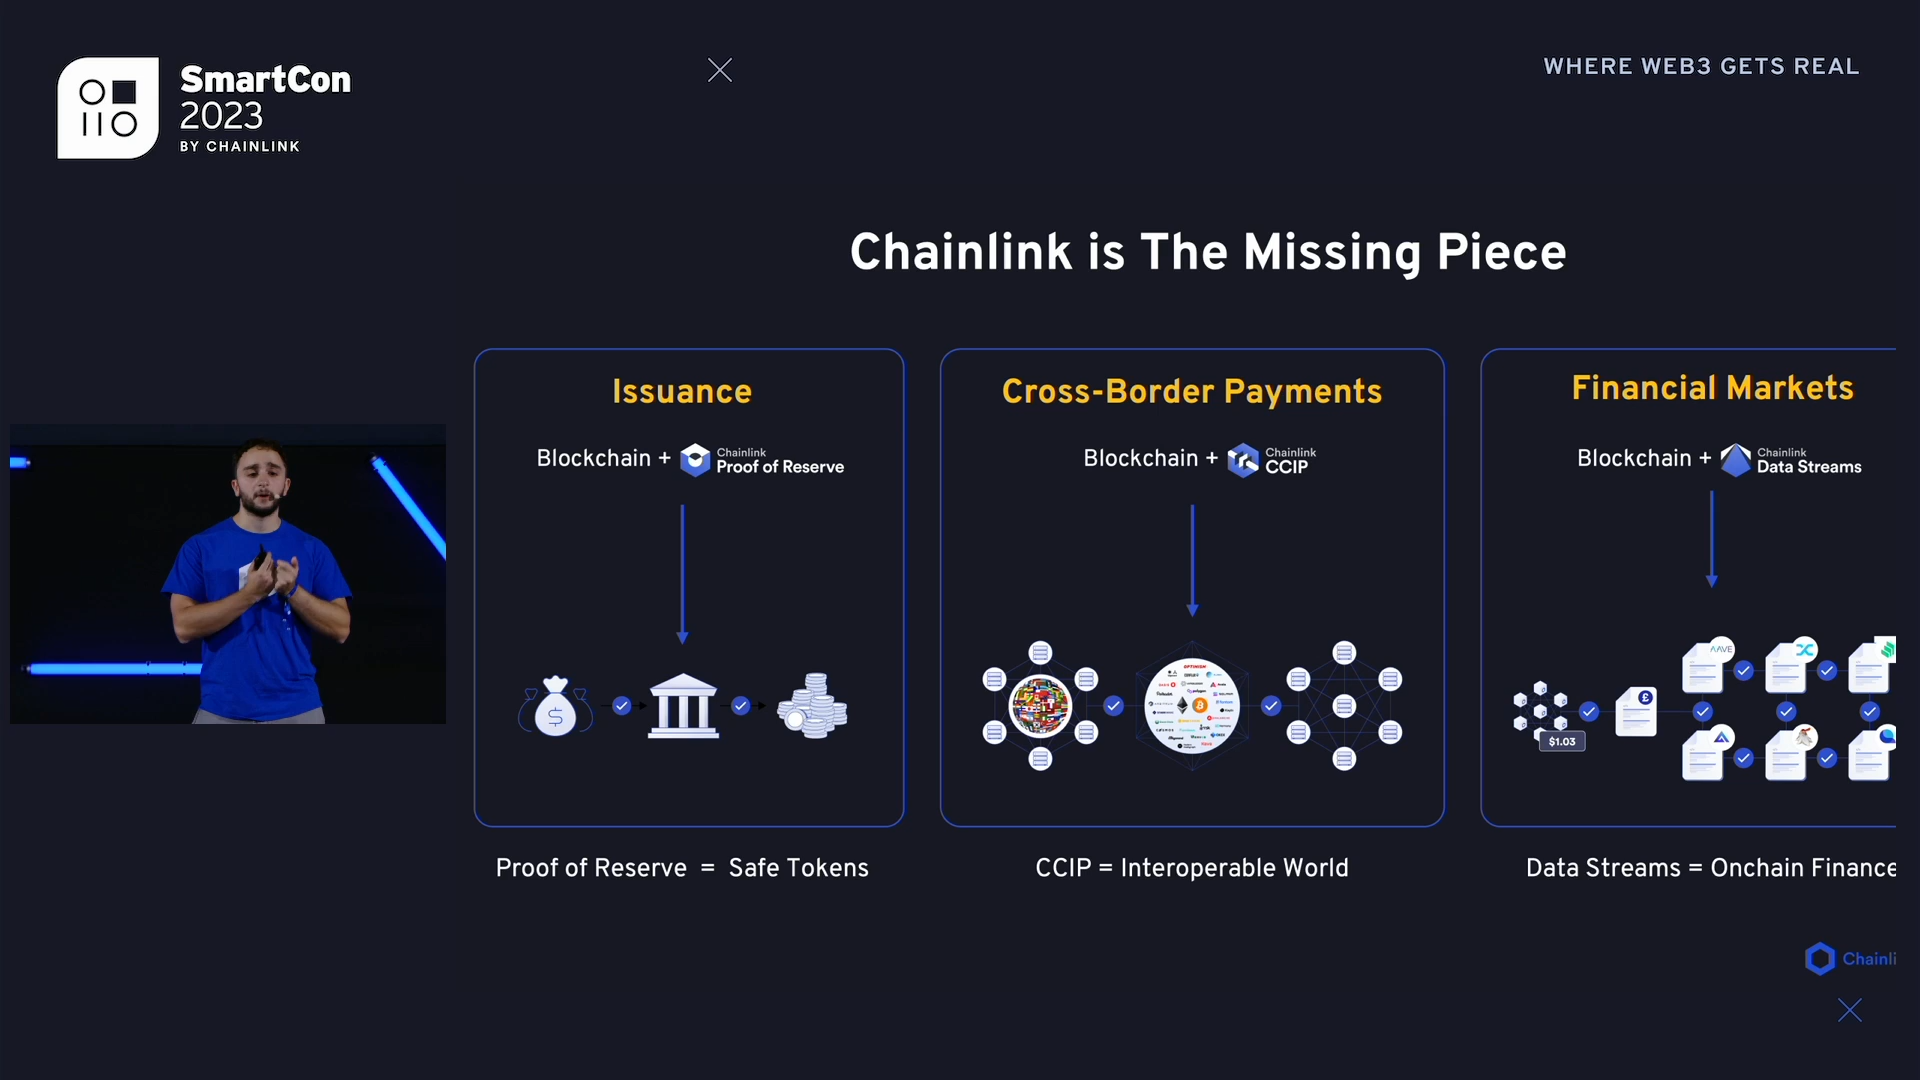 SmartCon
2023
BY CHAINLINK
WHERE WEB3 GETS REAL
Chainlink is The Missing Piece
Issuance
Blockchain + Chainlink Proof of Reserve
$
Proof of Reserve = Safe Tokens
Cross-Border Payments
Blockchain + Chainlink CCIP
OPTIMISM
CCIP = Interoperable World
Financial Markets
Blockchain + Chainlink Data Streams
AAVE
£
$1.03
Data Streams = Onchain Finance
Chainli